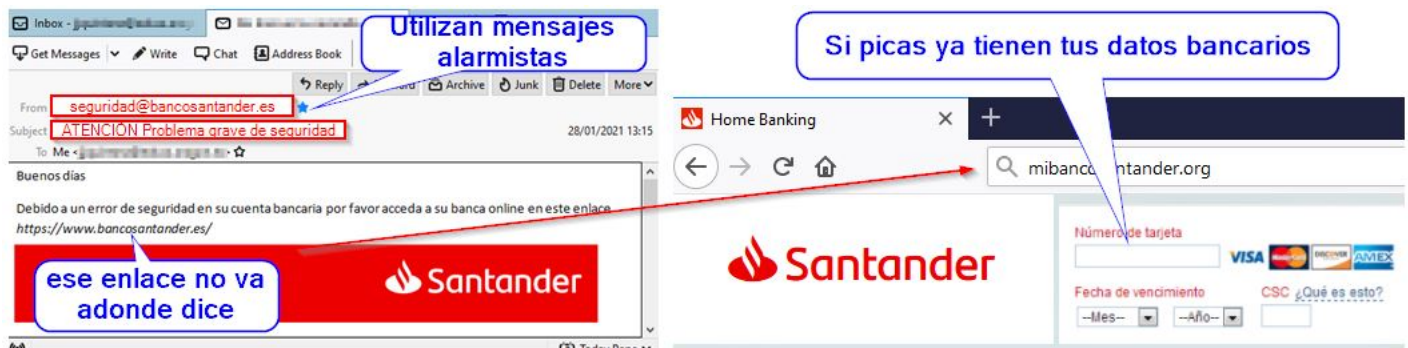 Inbox -
Utilizan mensajes
alarmistas
Get Messages
Write
Chat
Address Book
Reply
Archive
Junk
Delete
More
From
seguridad@bancosantander.es
Subject
ATENCIÓN Problema grave de seguridad
28/01/2021 13:15
To Me <
Buenos días
Debido a un error de seguridad en su cuenta bancaria por favor acceda a su banca online en este enlace
https://www.bancosantander.es/
ese enlace no va
adonde dice
Santander
Si picas ya tienen tus datos bancarios
Home Banking
Santander
Número de tarjeta
VISA
MasterCard
DISCOVER
AMEX
Fecha de vencimiento
CSC ¿Qué es esto?
--Mes--
--Año--